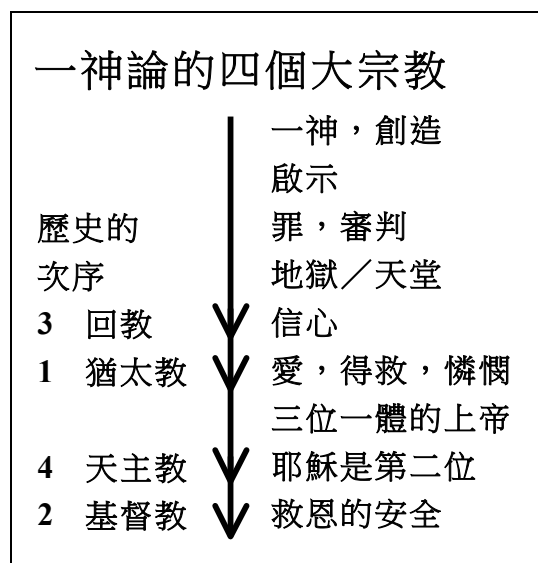 一神論的四個大宗教
一神，創造
啟示
歷史的 罪，審判
次序 地獄／天堂
3 回教 信心
1 猶太教 愛，得救，憐憫
三位一體的上帝
4 天主教 耶穌是第二位
2 基督教 救恩的安全